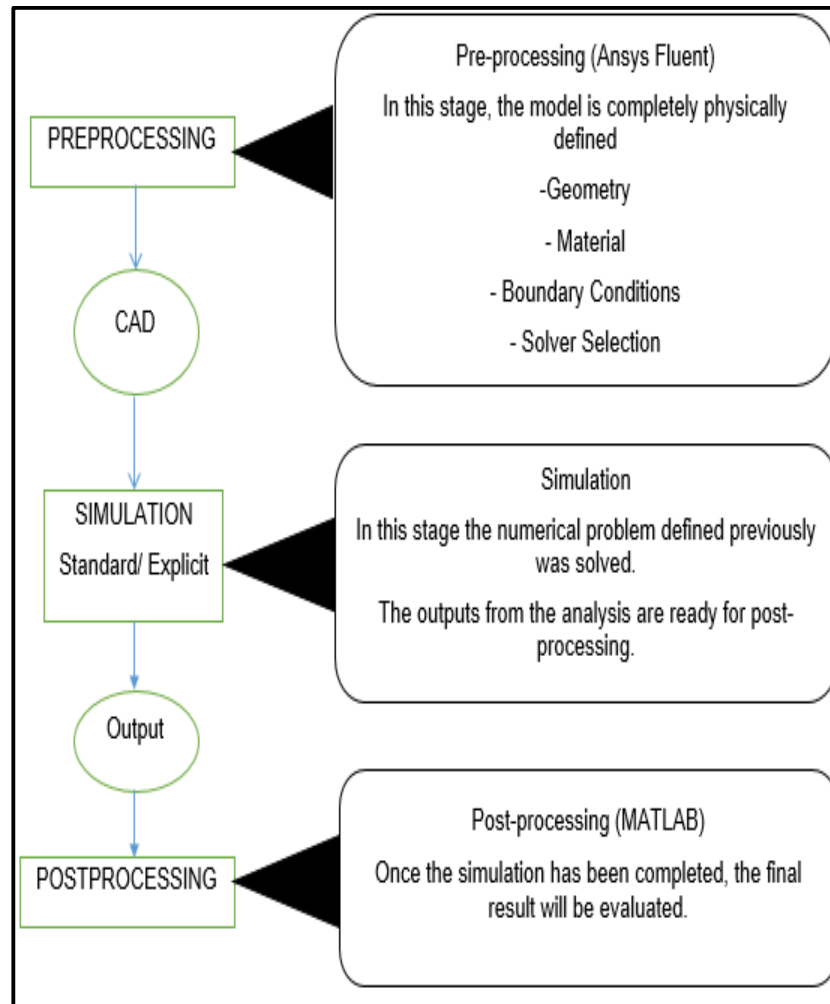 PREPROCESSING
Pre-processing (Ansys Fluent)
In this stage, the model is completely physically
defined
-Geometry
- Material
- Boundary Conditions
- Solver Selection
CAD
SIMULATION
Standard/ Explicit
Simulation
In this stage the numerical problem defined previously
was solved.
The outputs from the analysis are ready for post-
processing.
Output
POSTPROCESSING
Post-processing (MATLAB)
Once the simulation has been completed, the final
result will be evaluated.